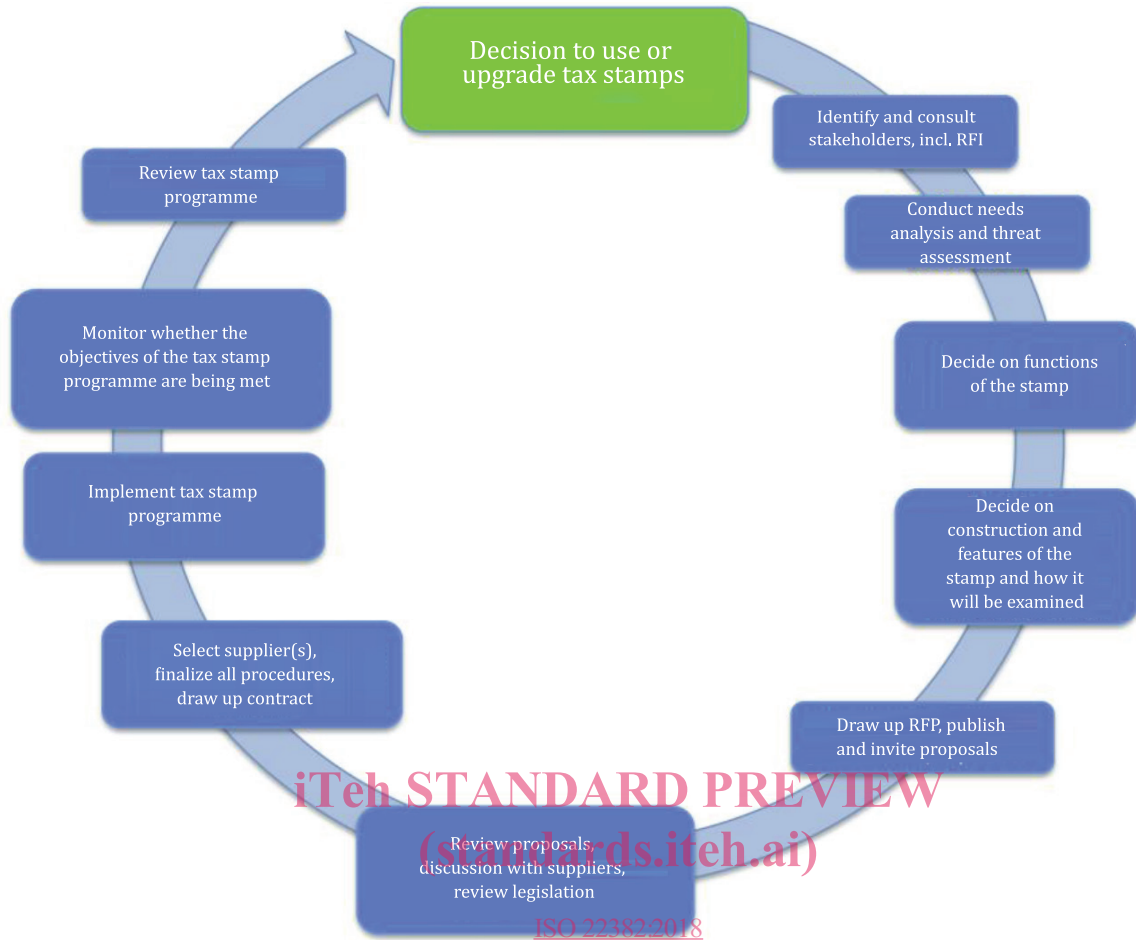 Decision to use or
upgrade tax stamps
Identify and consult
stakeholders, incl. RFI
Conduct needs
analysis and threat
assessment
Decide on functions
of the stamp
Decide on
construction and
features of the
stamp and how it
will be examined
Draw up RFP, publish
and invite proposals
Review proposals,
discussion with suppliers,
review legislation
Select supplier(s),
finalize all procedures,
draw up contract
Implement tax stamp
programme
Monitor whether the
objectives of the tax stamp
programme are being met
Review tax stamp
programme
iTeh STANDARD PREVIEW
(standards.iteh.ai)
ISO 22382:2018